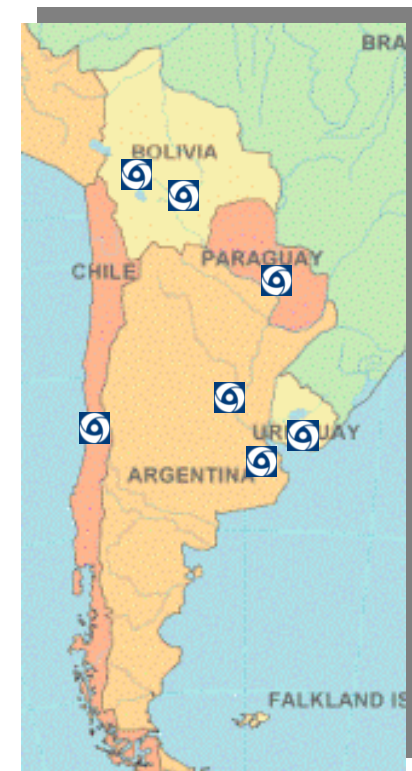 BRA
BOLIVIA
PARAGUAY
CHILE
URUGUAY
ARGENTINA
FALKLAND IS